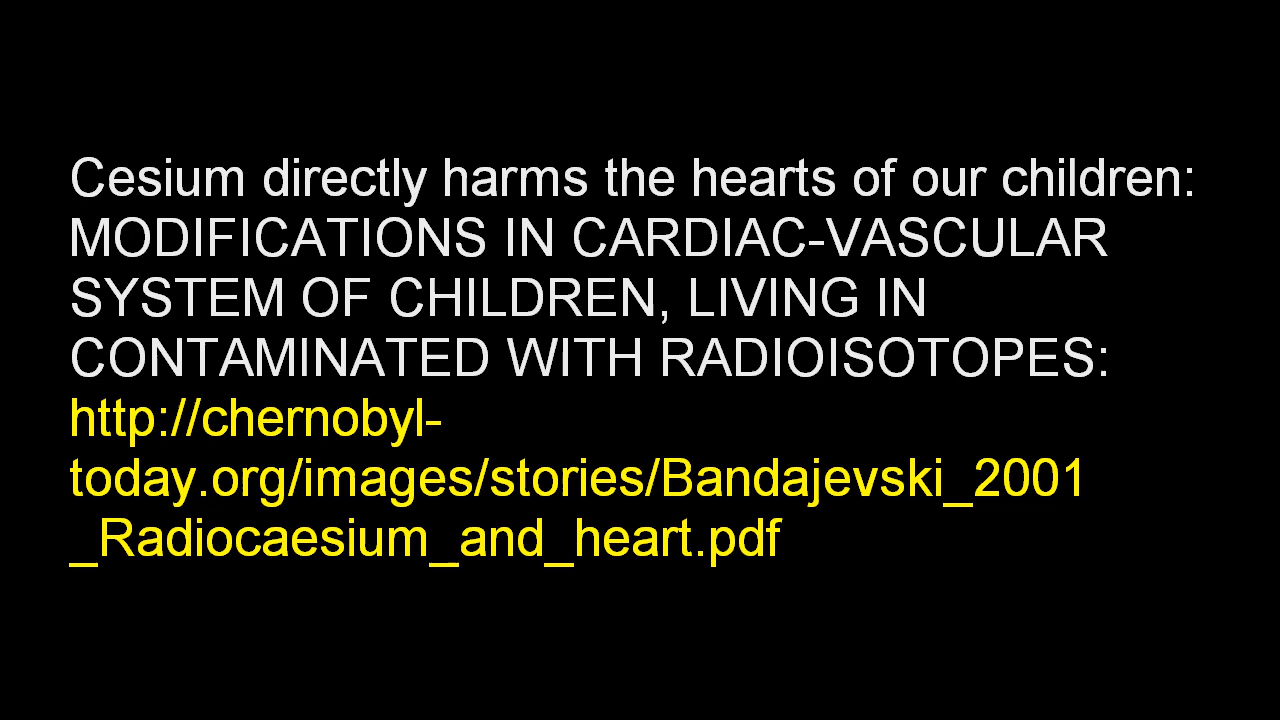 Cesium directly harms the hearts of our children:
MODIFICATIONS IN CARDIAC-VASCULAR
SYSTEM OF CHILDREN, LIVING IN
CONTAMINATED WITH RADIOISOTOPES:
http://chernobyl-
today.org/images/stories/Bandajevski_2001
_Radiocaesium_and_heart.pdf